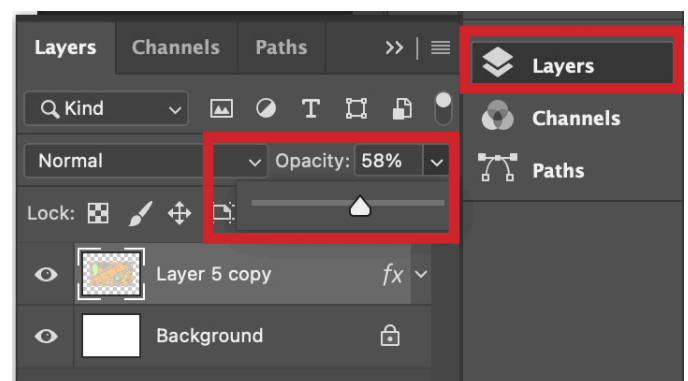 Layers Channels Paths
Kind
Normal Opacity: 58%
Lock:
Layer 5 copy fx
Background
Layers
Channels
Paths